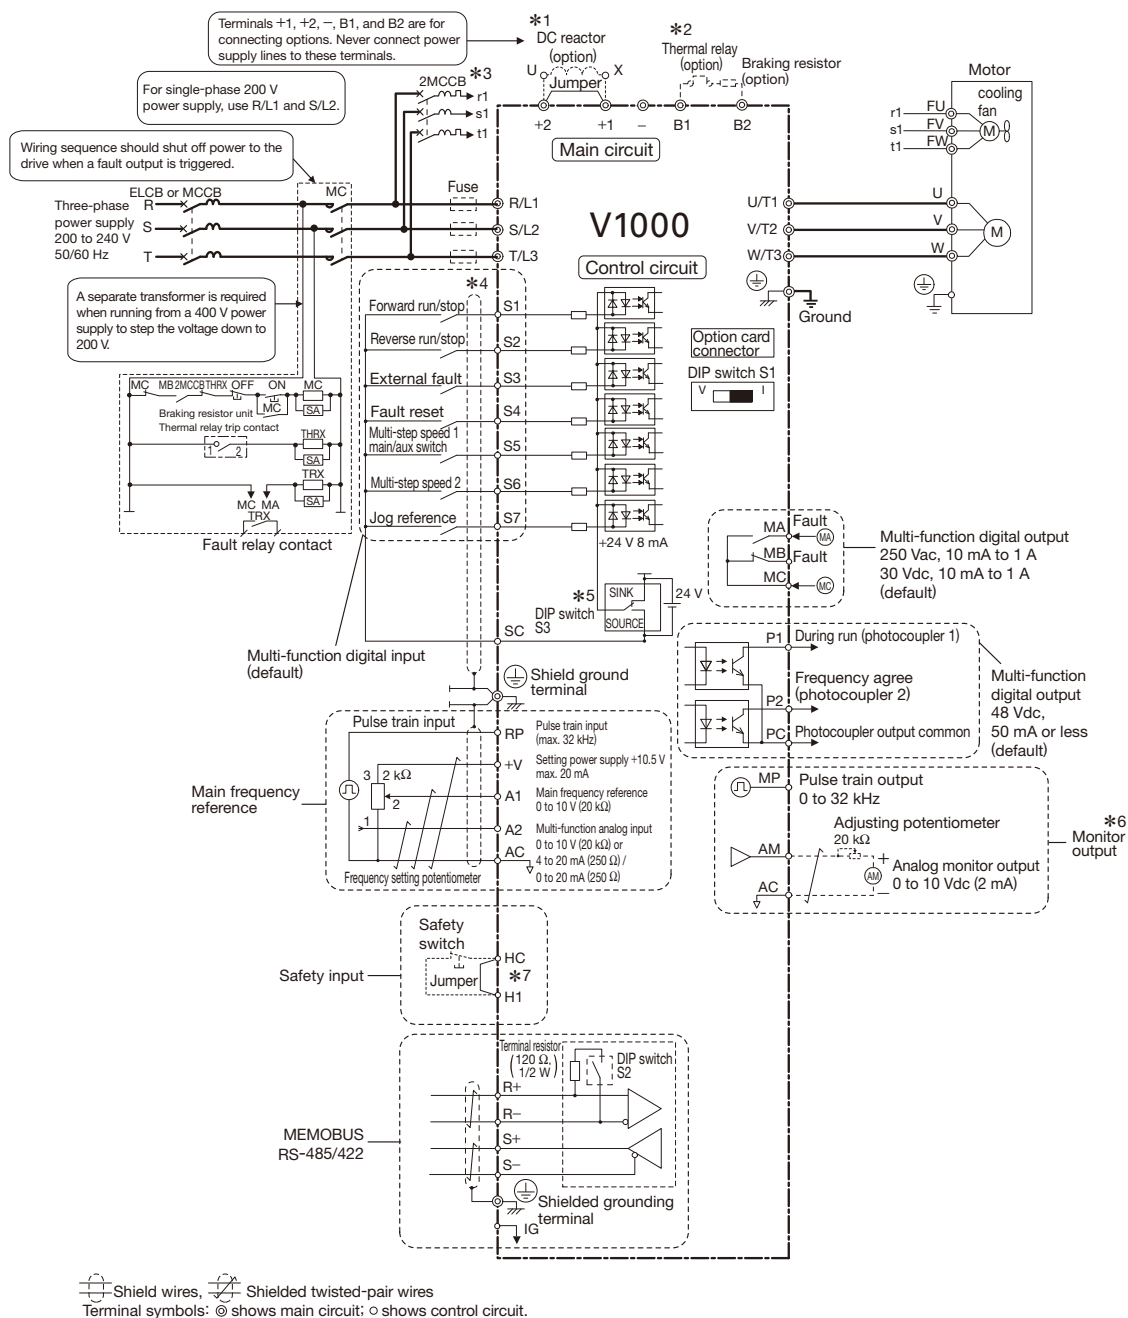 Terminals +1, +2, −, B1, and B2 are for
connecting options. Never connect power
supply lines to these terminals.
*1
DC reactor
(option)
U
X
Jumper
*2
Thermal relay
(option)
Braking resistor
(option)
+2
+1
−
B1
B2
Main circuit
For single-phase 200 V
power supply, use R/L1 and S/L2.
*3
2MCCB
r1
s1
t1
Motor
cooling
fan
r1
FU
s1
FV
t1
FW
M
Wiring sequence should shut off power to the
drive when a fault output is triggered.
ELCB or MCCB
MC
Fuse
Three-phase
power supply
200 to 240 V
50/60 Hz
R
S
T
R/L1
S/L2
T/L3
V1000
Control circuit
U/T1
V/T2
W/T3
U
V
W
M
Ground
A separate transformer is required
when running from a 400 V power
supply to step the voltage down to
200 V.
MC
MB
2MCCB
THRX
OFF
ON
MC
MC
SA
Braking resistor unit
Thermal relay trip contact
1
2
THRX
SA
TRX
SA
MC
MA
TRX
Fault relay contact
*4
Forward run/stop
S1
Reverse run/stop
S2
External fault
S3
Fault reset
S4
Multi-step speed 1
main/aux switch
S5
Multi-step speed 2
S6
Jog reference
S7
+24 V 8 mA
Option card
connector
DIP switch S1
V
I
*5
DIP switch
S3
SINK
SOURCE
24 V
SC
Multi-function digital input
(default)
Shield ground
terminal
MA
Fault
MA
MB
Fault
MC
MC
Multi-function digital output
250 Vac, 10 mA to 1 A
30 Vdc, 10 mA to 1 A
(default)
P1
During run (photocoupler 1)
Frequency agree
(photocoupler 2)
P2
PC
Photocoupler output common
Multi-function
digital output
48 Vdc,
50 mA or less
(default)
Main frequency
reference
Pulse train input
RP
Pulse train input
(max. 32 kHz)
+V
Setting power supply +10.5 V
max. 20 mA
3
2 kΩ
2
A1
Main frequency reference
0 to 10 V (20 kΩ)
1
A2
Multi-function analog input
0 to 10 V (20 kΩ) or
4 to 20 mA (250 Ω) /
0 to 20 mA (250 Ω)
AC
Frequency setting potentiometer
MP
Pulse train output
0 to 32 kHz
Adjusting potentiometer
20 kΩ
AM
+
AM
−
Analog monitor output
0 to 10 Vdc (2 mA)
AC
*6
Monitor
output
Safety input
Safety
switch
HC
Jumper
*7
H1
MEMOBUS
RS-485/422
Terminal resistor
(120 Ω,
1/2 W)
DIP switch
S2
R+
R−
S+
S−
Shielded grounding
terminal
IG
Shield wires,
Shielded twisted-pair wires
Terminal symbols: ◎ shows main circuit; ○ shows control circuit.